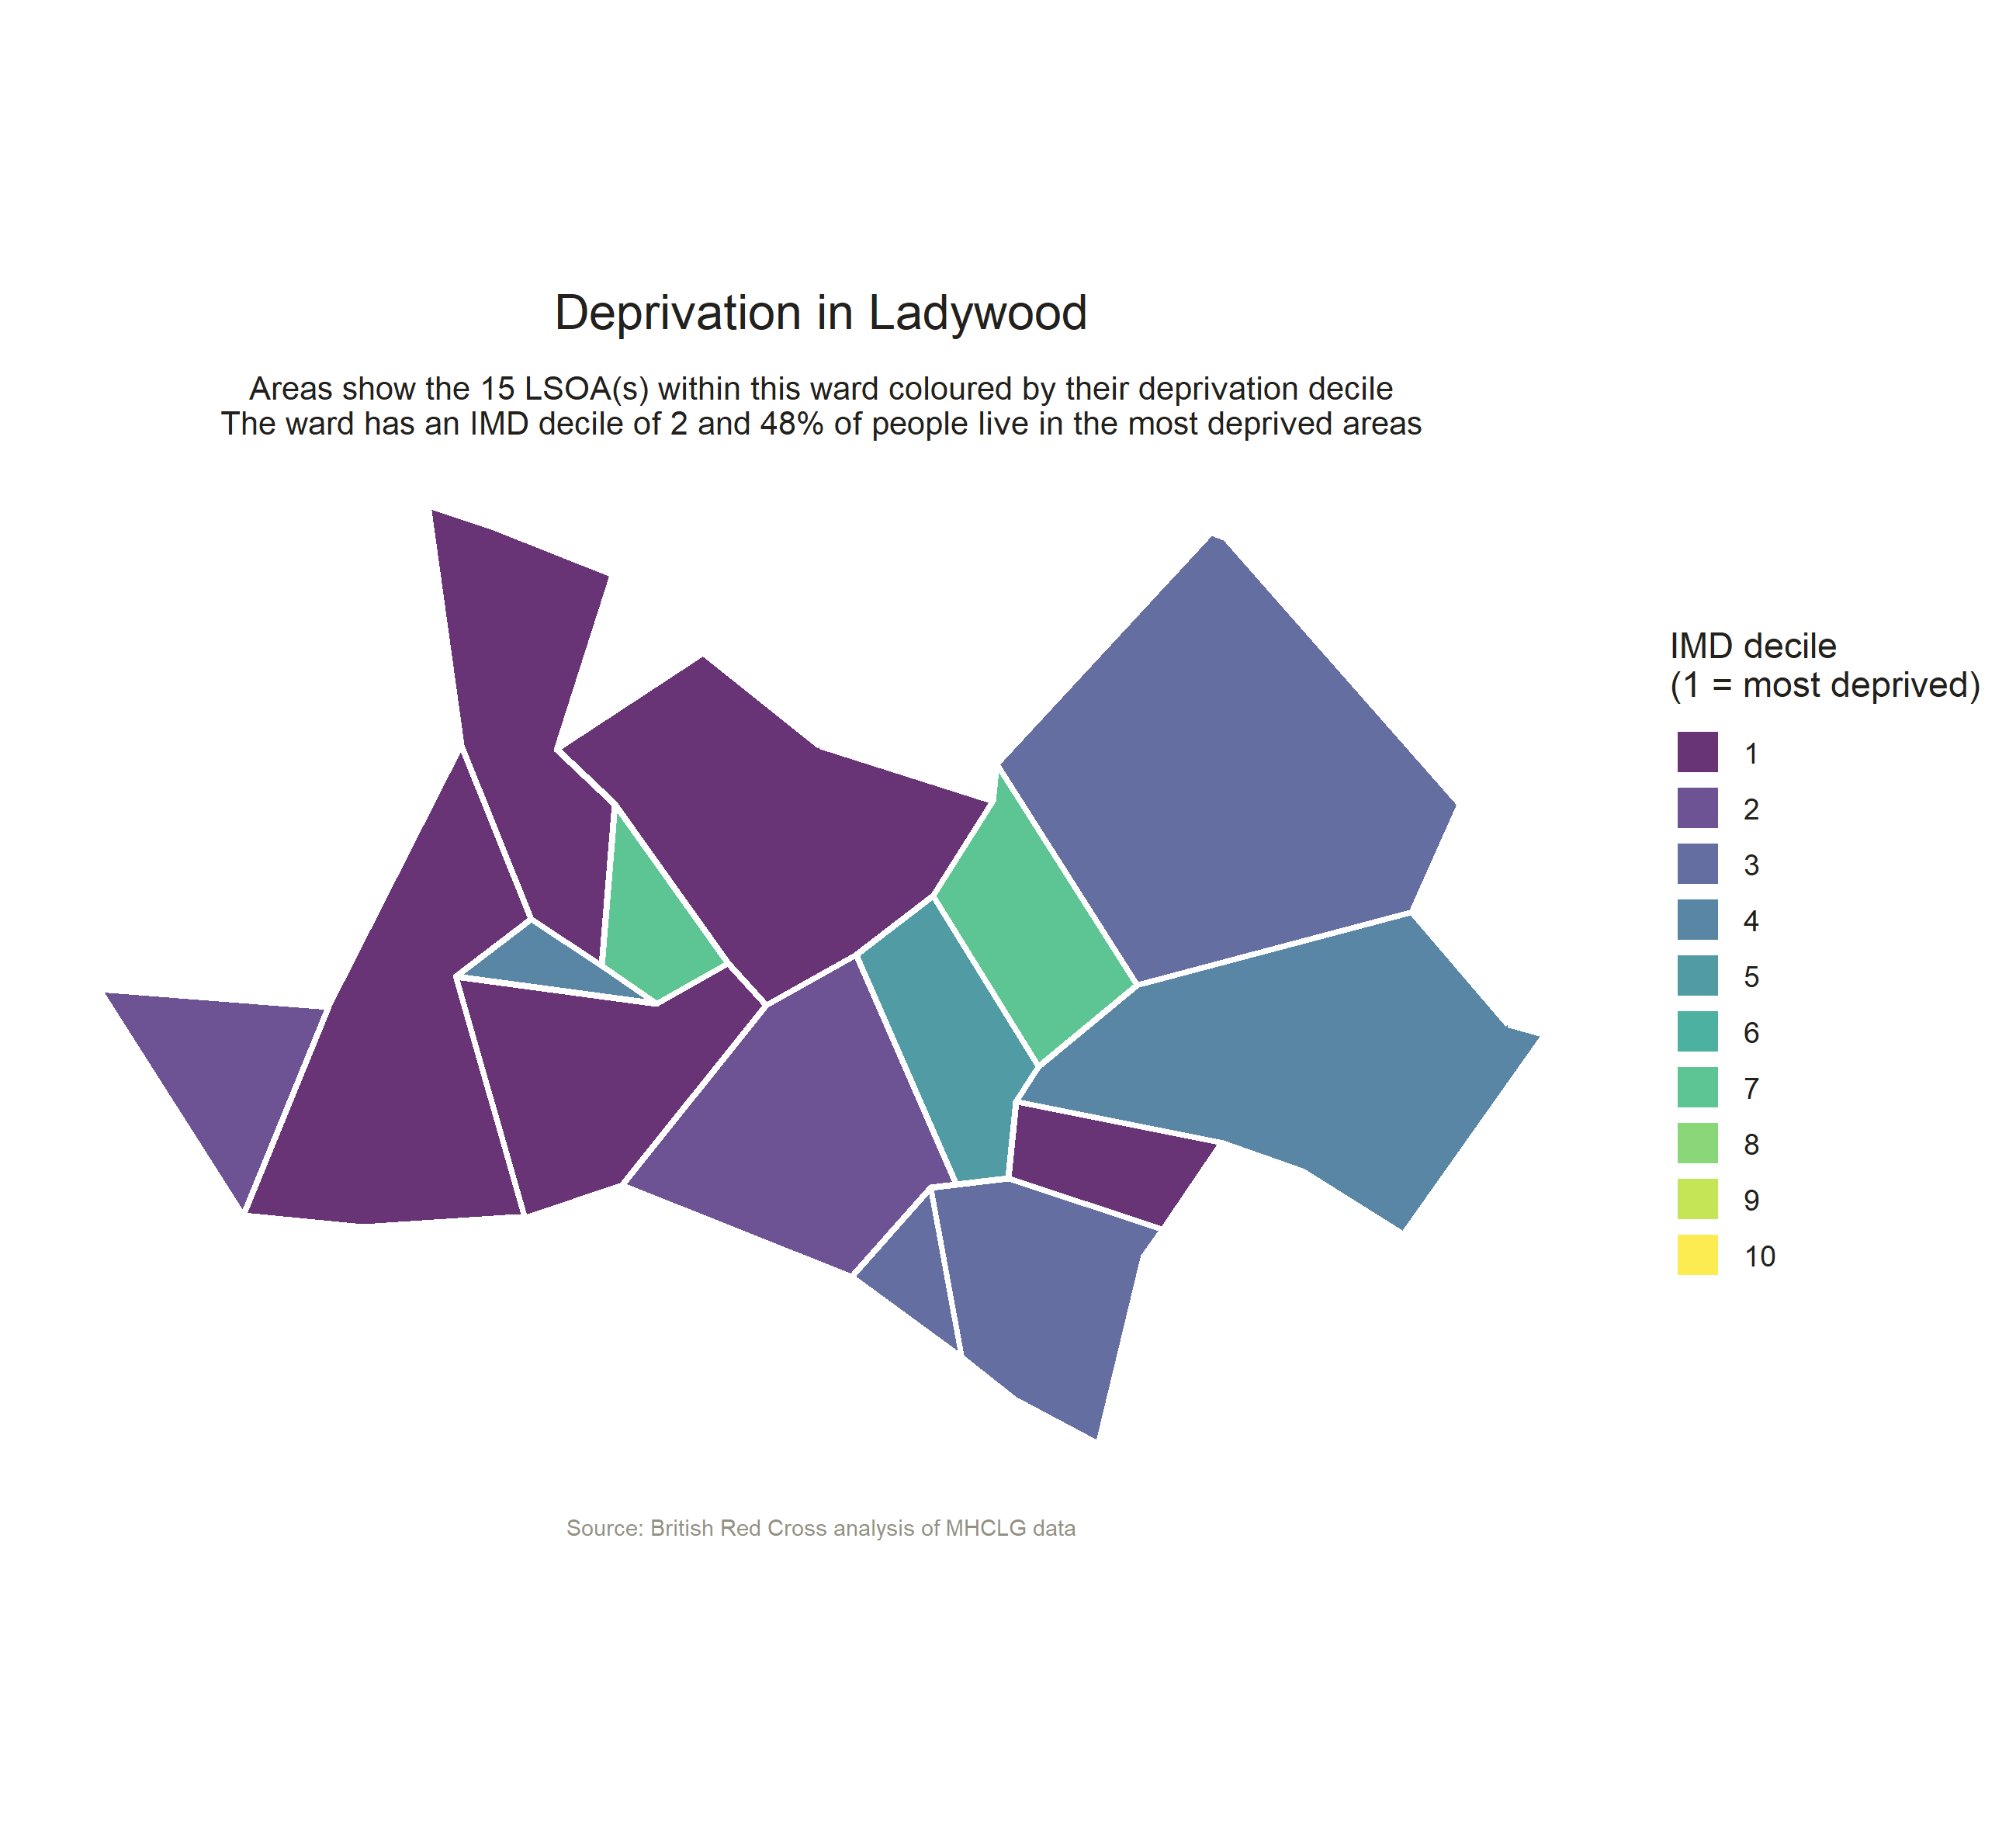 Deprivation in Ladywood
Areas show the 15 LSOA(s) within this ward coloured by their deprivation decile
The ward has an IMD decile of 2 and 48% of people live in the most deprived areas
IMD decile
(1 = most deprived)
1
2
3
4
5
6
7
8
9
10
Source: British Red Cross analysis of MHCLG data